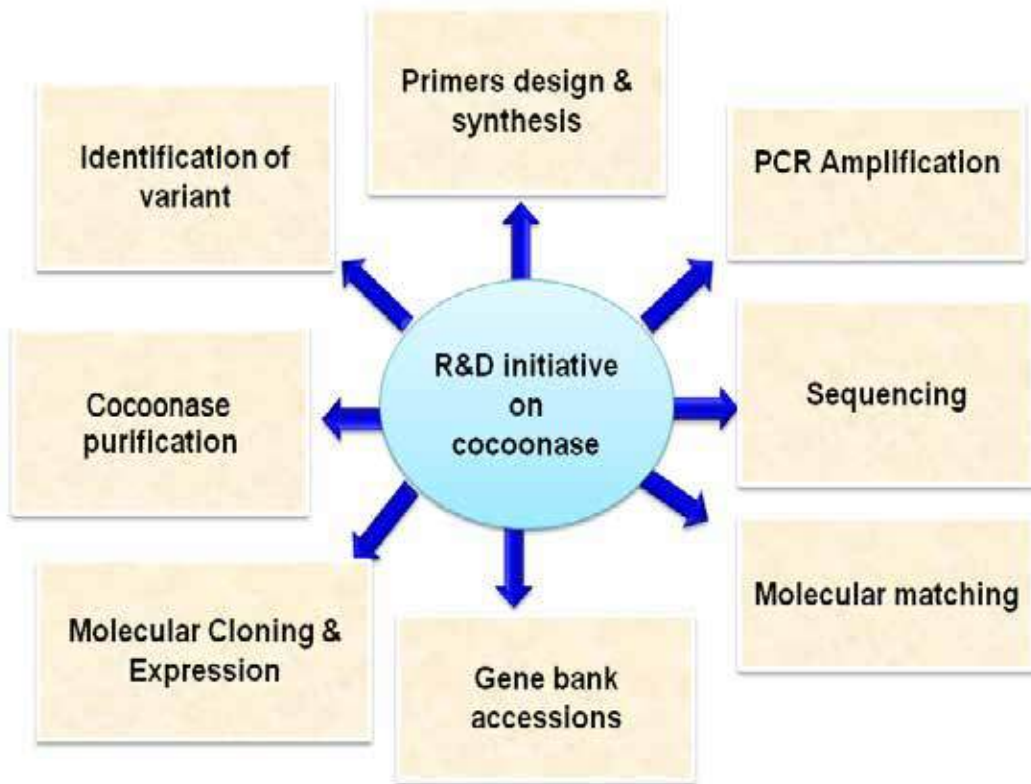 Primers design &
synthesis
Identification of
variant
PCR Amplification
R&D initiative
on
cocoonase
Cocoonase
purification
Sequencing
Molecular matching
Molecular Cloning &
Expression
Gene bank
accessions